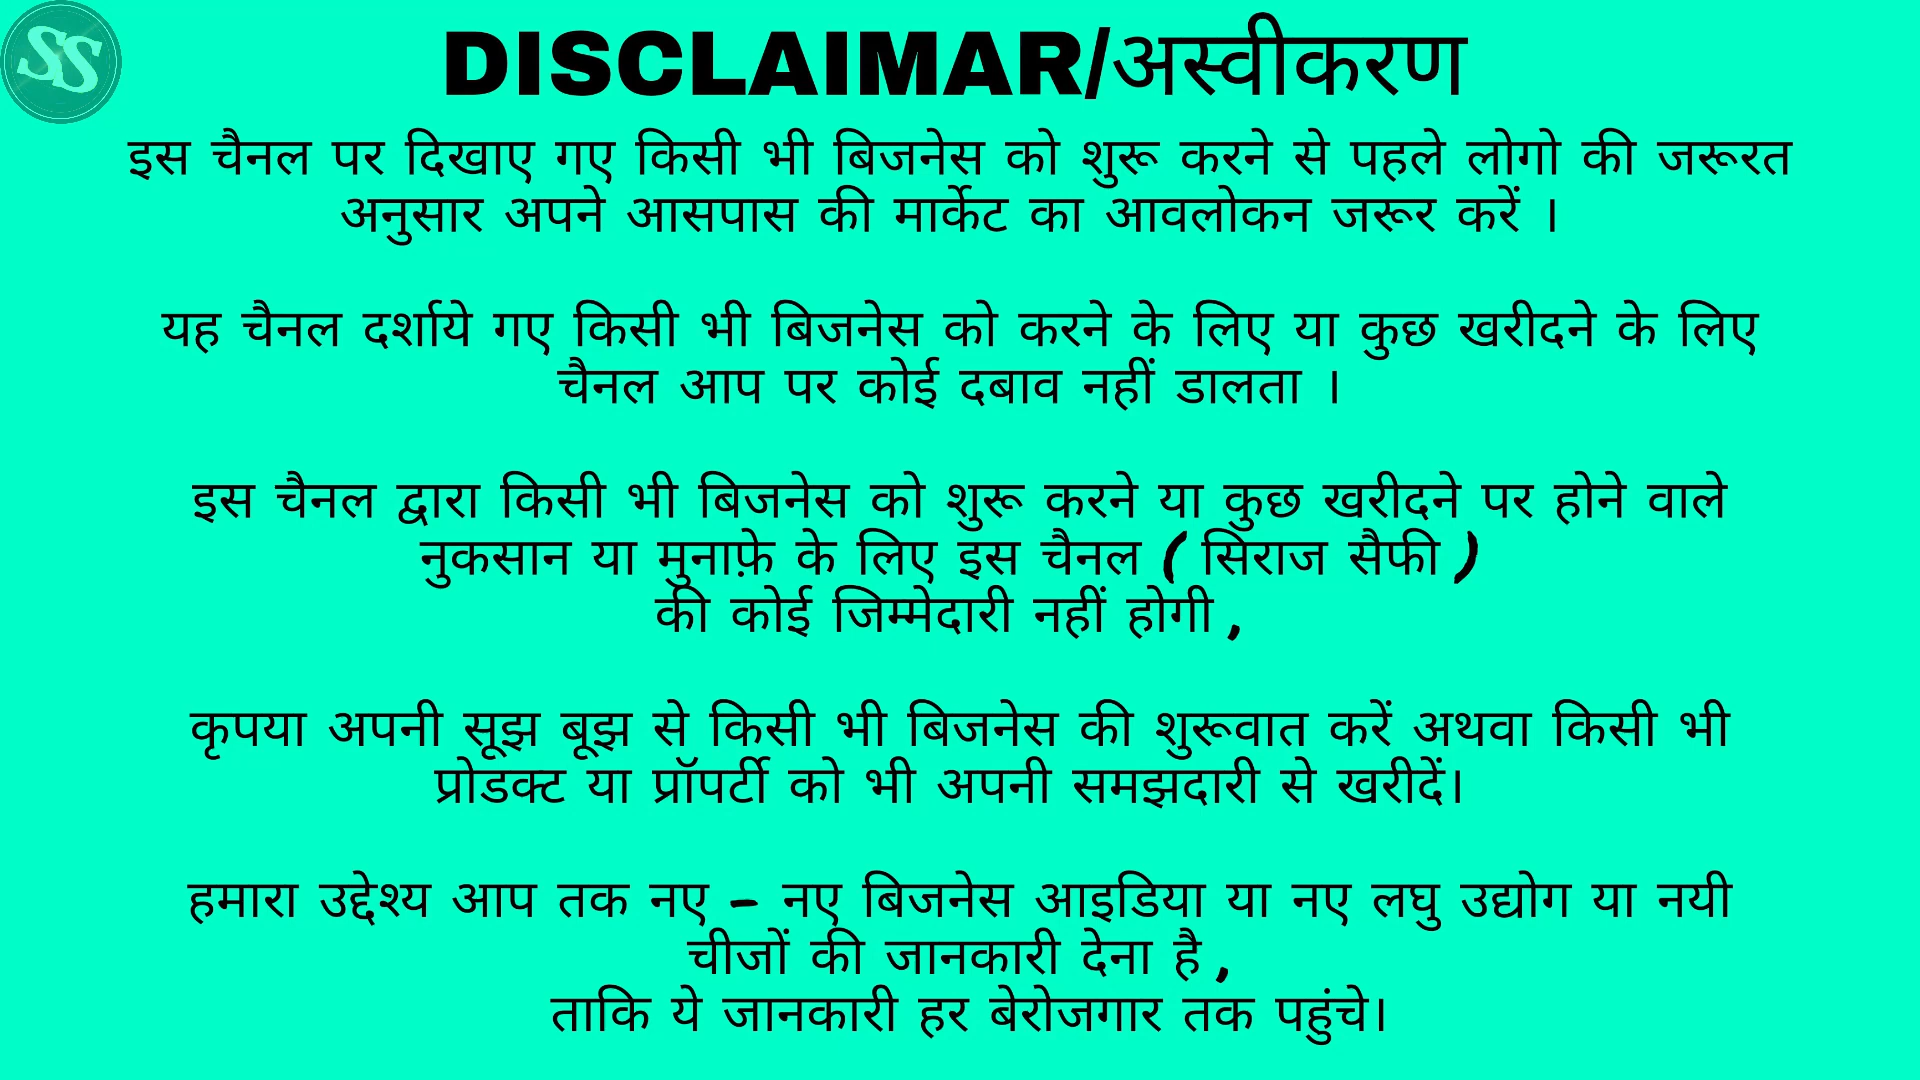 SS
DISCLAIMAR/अस्वीकरण
इस चैनल पर दिखाए गए किसी भी बिजनेस को शुरू करने से पहले लोगो की जरूरत
अनुसार अपने आसपास की मार्केट का आवलोकन जरूर करें ।
यह चैनल दर्शाये गए किसी भी बिजनेस को करने के लिए या कुछ खरीदने के लिए
चैनल आप पर कोई दबाव नहीं डालता ।
इस चैनल द्वारा किसी भी बिजनेस को शुरू करने या कुछ खरीदने पर होने वाले
नुकसान या मुनाफ़े के लिए इस चैनल ( सिराज सैफी )
की कोई जिम्मेदारी नहीं होगी ,
कृपया अपनी सूझ बूझ से किसी भी बिजनेस की शुरूवात करें अथवा किसी भी
प्रोडक्ट या प्रॉपर्टी को भी अपनी समझदारी से खरीदें।
हमारा उद्देश्य आप तक नए - नए बिजनेस आइडिया या नए लघु उद्योग या नयी
चीजों की जानकारी देना है ,
ताकि ये जानकारी हर बेरोजगार तक पहुंचे।